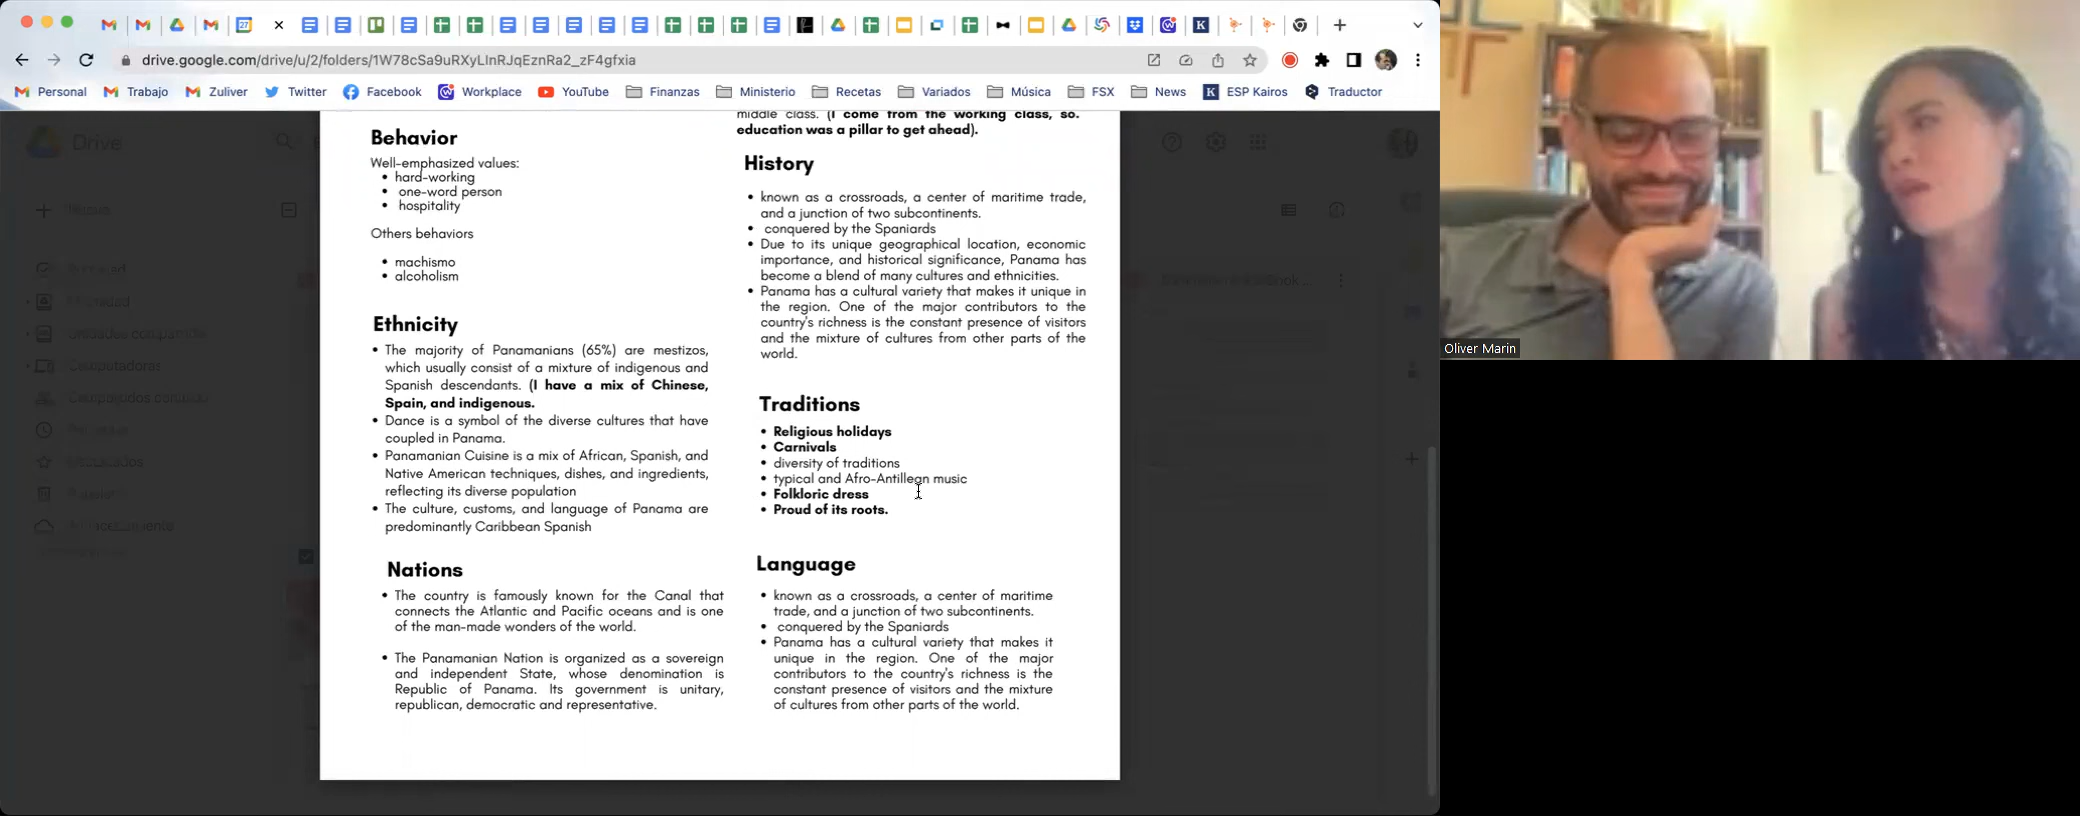 drive.google.com/drive/u/2/folders/1W78cSa9uRXyLInRJqEznRa2_zF4gfxia
Personal
Trabajo
Zuliver
Twitter
Facebook
Workplace
YouTube
Finanzas
Ministerio
Recetas
Variados
Música
FSX
News
ESP Kairos
Traductor
Drive
Behavior
Well-emphasized values:
• hard-working
• one-word person
• hospitality
Others behaviors
• machismo
• alcoholism
Ethnicity
• The majority of Panamanians (65%) are mestizos,
which usually consist of a mixture of indigenous and
Spanish descendants. (I have a mix of Chinese,
Spain, and indigenous.
• Dance is a symbol of the diverse cultures that have
coupled in Panama.
• Panamanian Cuisine is a mix of African, Spanish, and
Native American techniques, dishes, and ingredients,
reflecting its diverse population
• The culture, customs, and language of Panama are
predominantly Caribbean Spanish
Nations
• The country is famously known for the Canal that
connects the Atlantic and Pacific oceans and is one
of the man-made wonders of the world.
• The Panamanian Nation is organized as a sovereign
and independent State, whose denomination is
Republic of Panama. Its government is unitary,
republican, democratic and representative.
middle class. (I come from the working class, so.
education was a pillar to get ahead).
History
• known as a crossroads, a center of maritime trade,
and a junction of two subcontinents.
• conquered by the Spaniards
• Due to its unique geographical location, economic
importance, and historical significance, Panama has
become a blend of many cultures and ethnicities.
• Panama has a cultural variety that makes it unique in
the region. One of the major contributors to the
country's richness is the constant presence of visitors
and the mixture of cultures from other parts of the
world.
Traditions
• Religious holidays
• Carnivals
• diversity of traditions
• typical and Afro-Antillean music
• Folkloric dress
• Proud of its roots.
Language
• known as a crossroads, a center of maritime
trade, and a junction of two subcontinents.
• conquered by the Spaniards
• Panama has a cultural variety that makes it
unique in the region. One of the major
contributors to the country's richness is the
constant presence of visitors and the mixture
of cultures from other parts of the world.
Oliver Marin